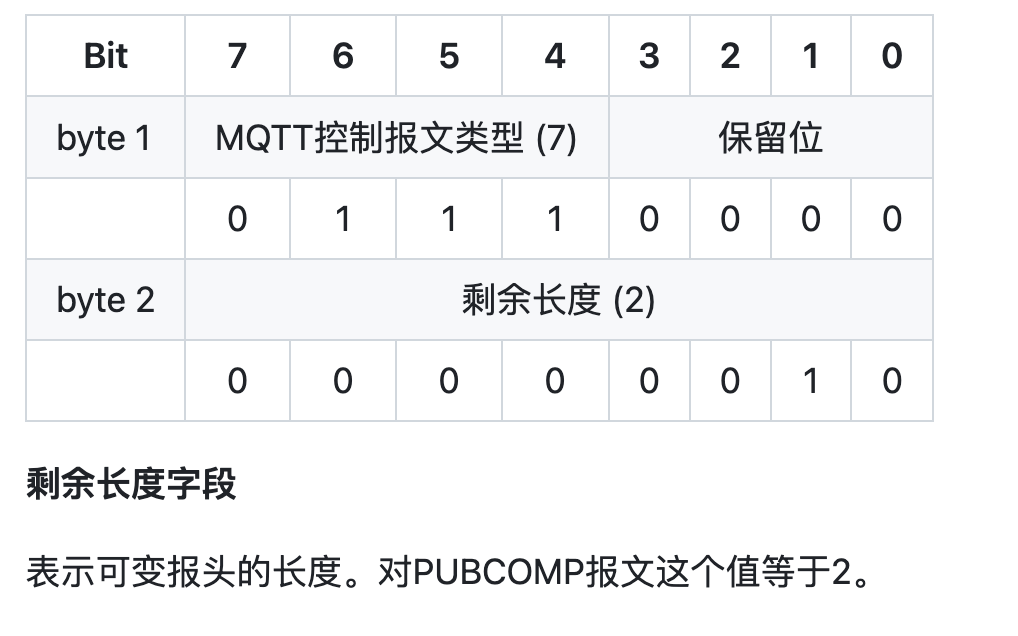 Bit 7 6 5 4 3 2 1 0
byte 1 MQTT控制报文类型 (7) 保留位
0 1 1 1 0 0 0 0
byte 2 剩余长度 (2)
0 0 0 0 0 0 1 0
剩余长度字段
表示可变报头的长度。对PUBCOMP报文这个值等于2。